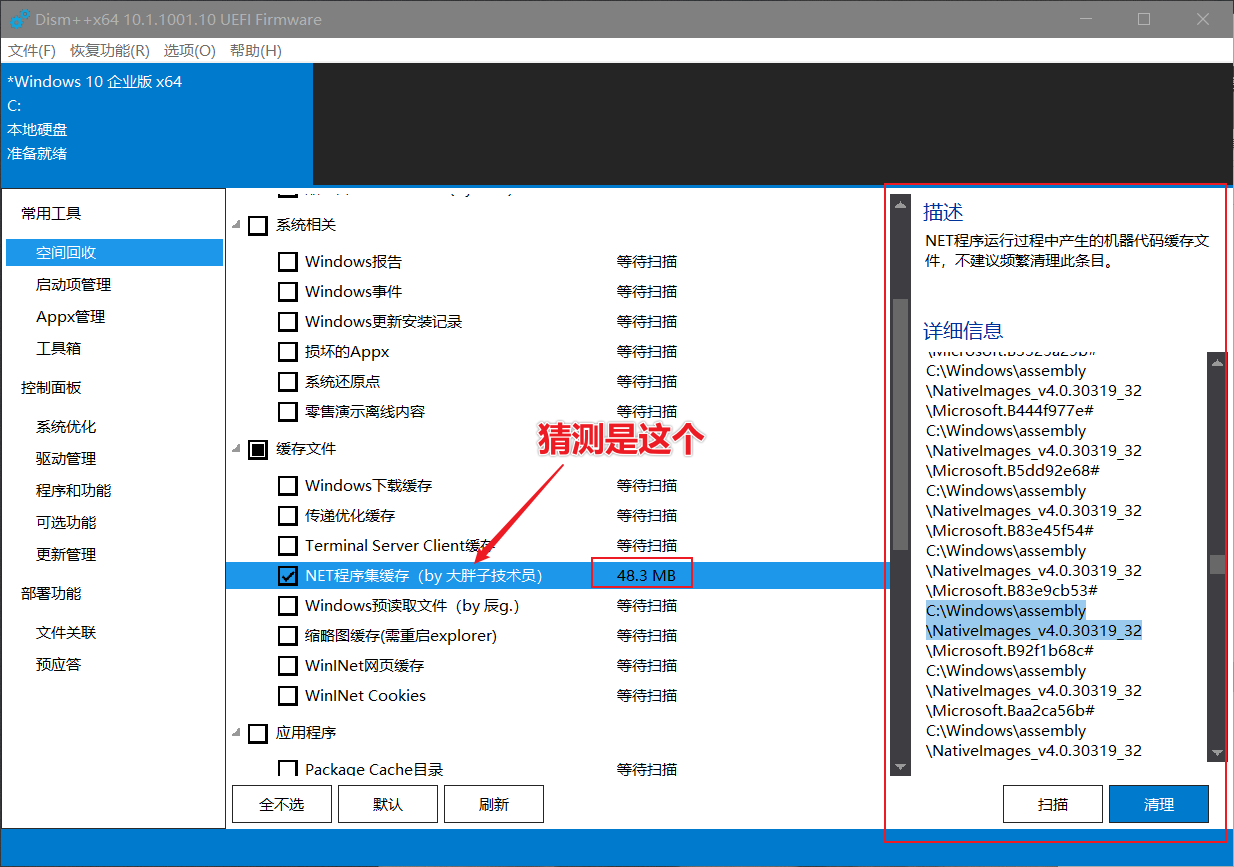 Dism++x64 10.1.1001.10 UEFI Firmware
文件(F) 恢复功能(R) 选项(O) 帮助(H)
*Windows 10 企业版 x64
C:
本地硬盘
准备就绪
常用工具
空间回收
启动项管理
Appx管理
工具箱
控制面板
系统优化
驱动管理
程序和功能
可选功能
更新管理
部署功能
文件关联
预应答
系统相关
Windows报告 等待扫描
Windows事件 等待扫描
Windows更新安装记录 等待扫描
损坏的Appx 等待扫描
系统还原点 等待扫描
零售演示离线内容 等待扫描
猜测是这个
缓存文件
Windows下载缓存 等待扫描
传递优化缓存 等待扫描
Terminal Server Client缓存 等待扫描
NET程序集缓存（by 大胖子技术员） 48.3 MB
Windows预读取文件（by 辰g.) 等待扫描
缩略图缓存(需重启explorer) 等待扫描
WinINet网页缓存 等待扫描
WinINet Cookies 等待扫描
应用程序
Package Cache目录 等待扫描
全不选 默认 刷新
描述
NET程序运行过程中产生的机器代码缓存文
件，不建议频繁清理此条目。
详细信息
C:\Windows\assembly
\NativeImages_v4.0.30319_32
\Microsoft.B444f977e#
C:\Windows\assembly
\NativeImages_v4.0.30319_32
\Microsoft.B5dd92e68#
C:\Windows\assembly
\NativeImages_v4.0.30319_32
\Microsoft.B83e45f54#
C:\Windows\assembly
\NativeImages_v4.0.30319_32
\Microsoft.B83e9cb53#
C:\Windows\assembly
\NativeImages_v4.0.30319_32
\Microsoft.B92f1b68c#
C:\Windows\assembly
\NativeImages_v4.0.30319_32
\Microsoft.Baa2ca56b#
C:\Windows\assembly
\NativeImages_v4.0.30319_32
扫描 清理